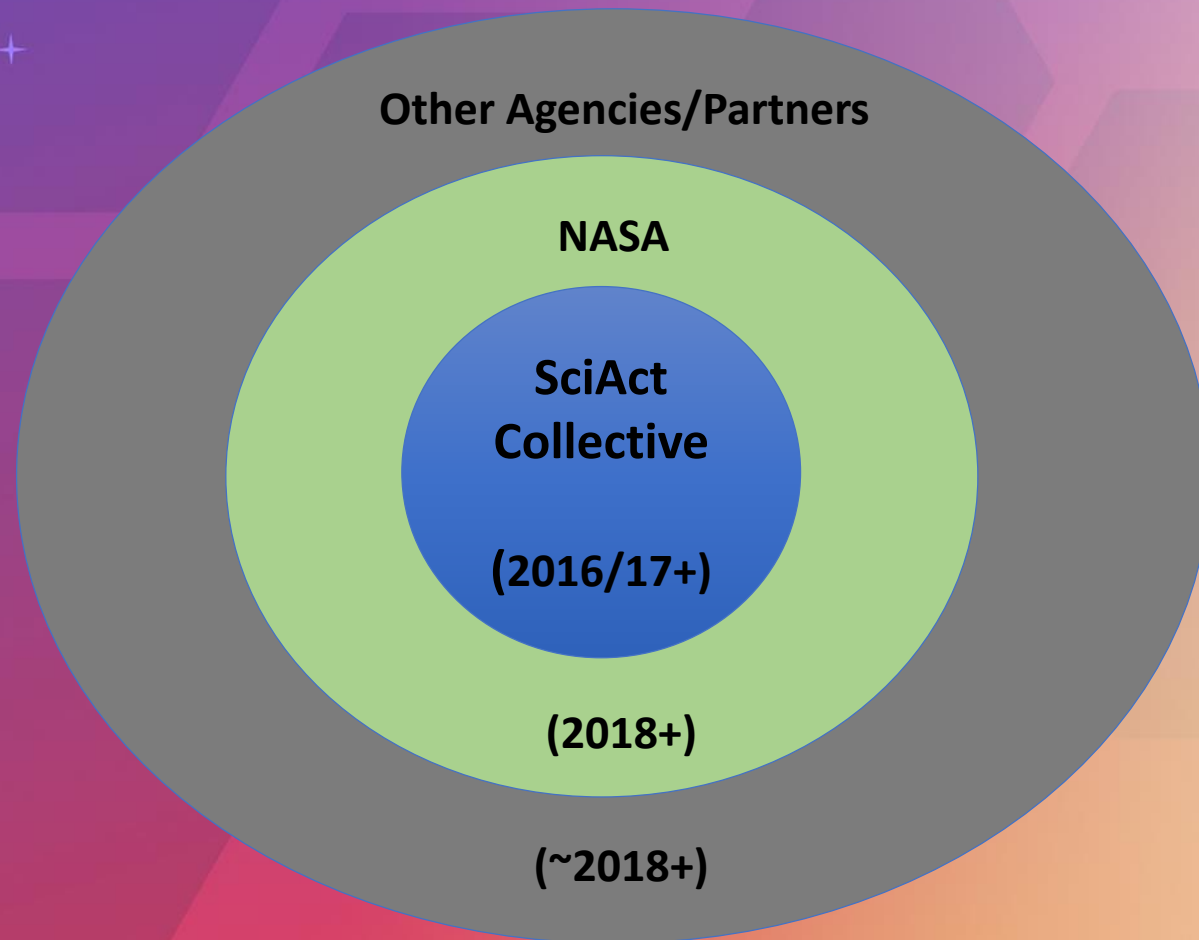 Other Agencies/Partners
NASA
SciAct
Collective
(2016/17+)
(2018+)
(~2018+)